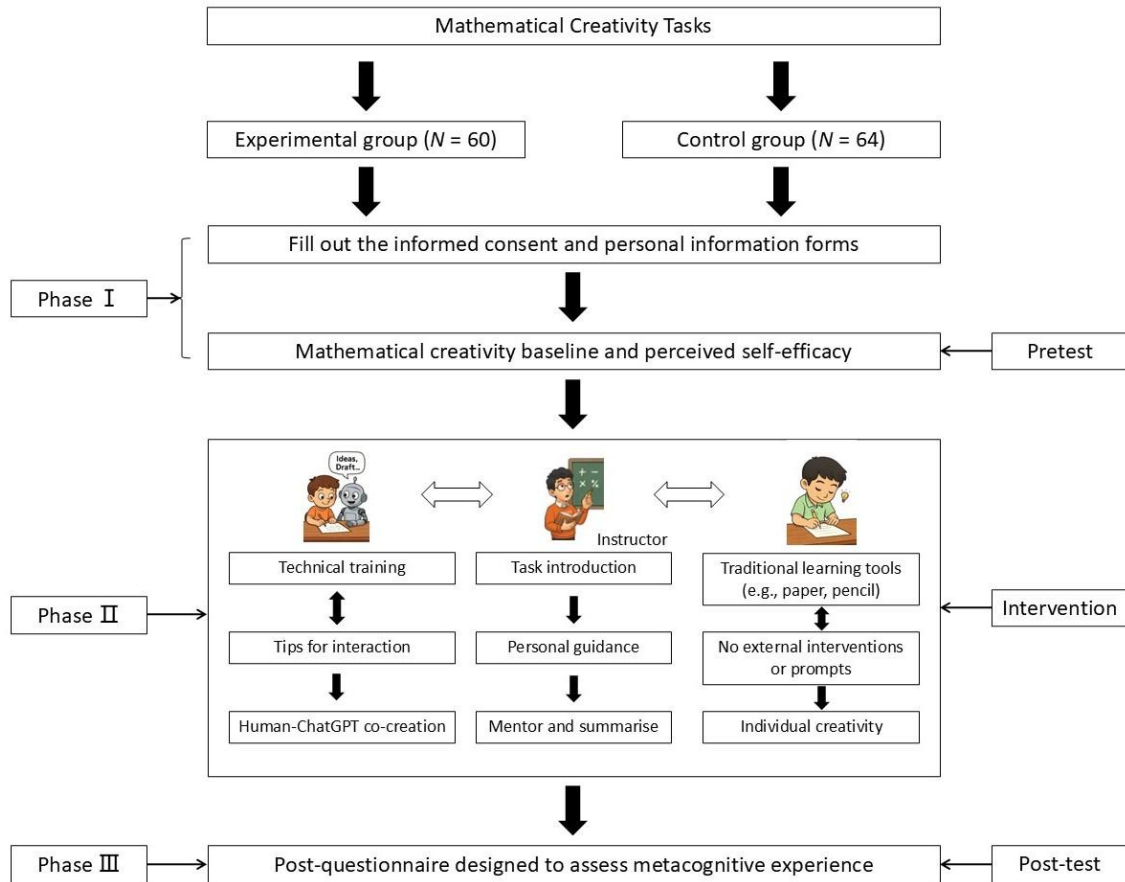 Mathematical Creativity Tasks
Experimental group (N = 60)
Control group (N = 64)
Fill out the informed consent and personal information forms
Phase Ⅰ
Mathematical creativity baseline and perceived self-efficacy
Pretest
Ideas,
Draft..
Instructor
Technical training
Task introduction
Traditional learning tools
(e.g., paper, pencil)
Phase Ⅱ
Intervention
Tips for interaction
Personal guidance
No external interventions
or prompts
Human-ChatGPT co-creation
Mentor and summarise
Individual creativity
Phase Ⅲ
Post-questionnaire designed to assess metacognitive experience
Post-test
+ −
× %